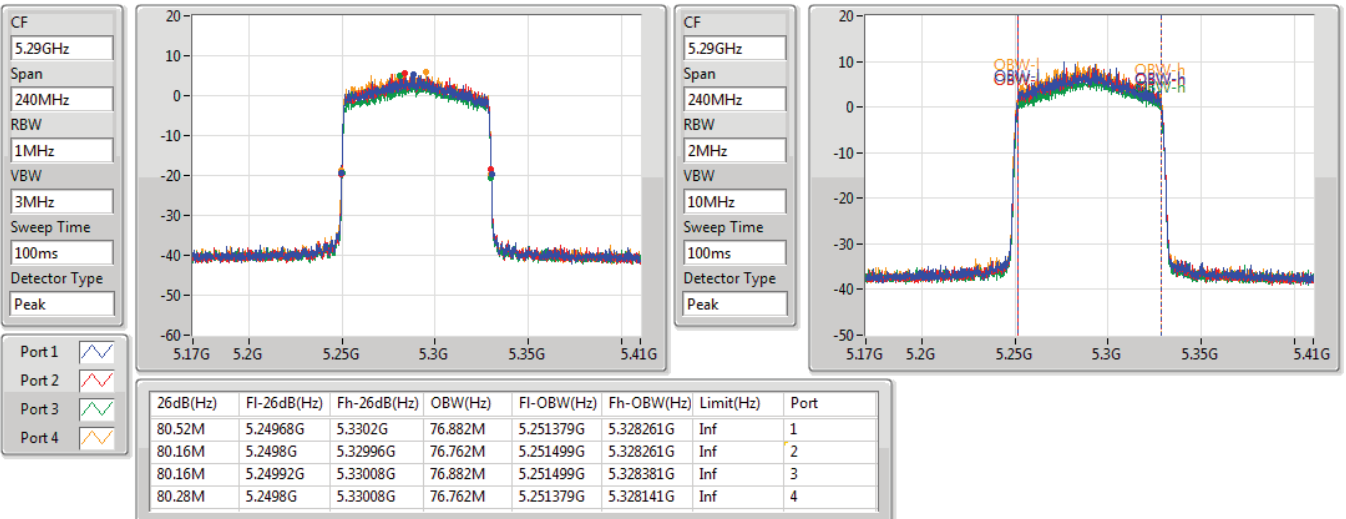 CF
5.29GHz
Span
240MHz
RBW
1MHz
VBW
3MHz
Sweep Time
100ms
Detector Type
Peak
20
10
0
-10
-20
-30
-40
-50
-60
5.17G 5.2G 5.25G 5.3G 5.35G 5.41G
CF
5.29GHz
Span
240MHz
RBW
2MHz
VBW
10MHz
Sweep Time
100ms
Detector Type
Peak
20
10
0
-10
-20
-30
-40
-50
OBW-l OBW-h
OBW-l OBW-h
5.17G 5.2G 5.25G 5.3G 5.35G 5.41G
Port 1
Port 2
Port 3
Port 4
26dB(Hz) Fl-26dB(Hz) Fh-26dB(Hz) OBW(Hz) Fl-OBW(Hz) Fh-OBW(Hz) Limit(Hz) Port
80.52M 5.24968G 5.3302G 76.882M 5.251379G 5.328261G Inf 1
80.16M 5.2498G 5.32996G 76.762M 5.251499G 5.328261G Inf 2
80.16M 5.24992G 5.33008G 76.882M 5.251499G 5.328381G Inf 3
80.28M 5.2498G 5.33008G 76.762M 5.251379G 5.328141G Inf 4